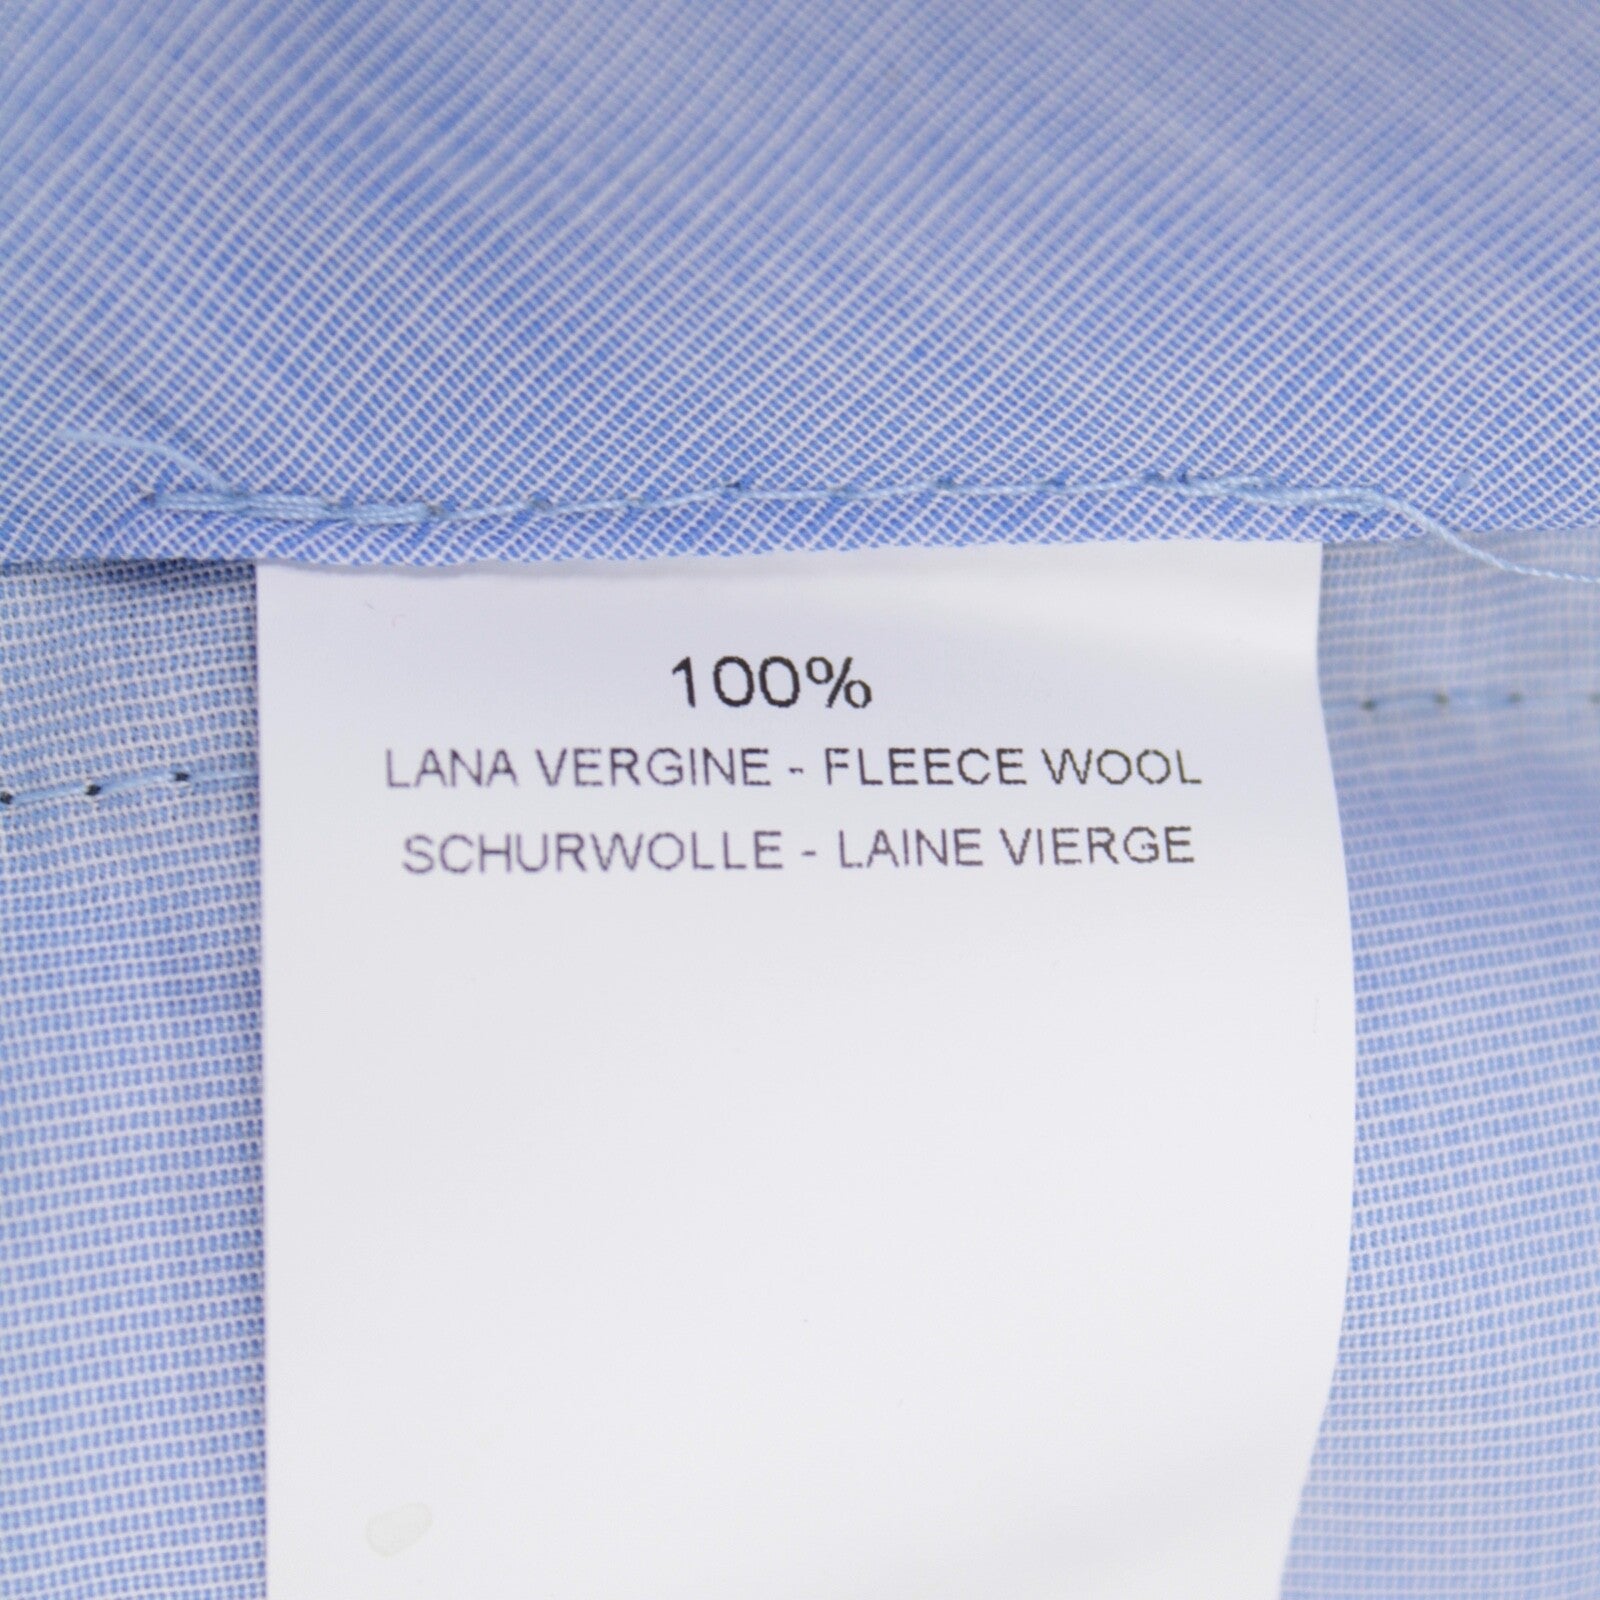 100%
LANA VERGINE - FLEECE WOOL
SCHURWOLLE - LAINE VIERGE